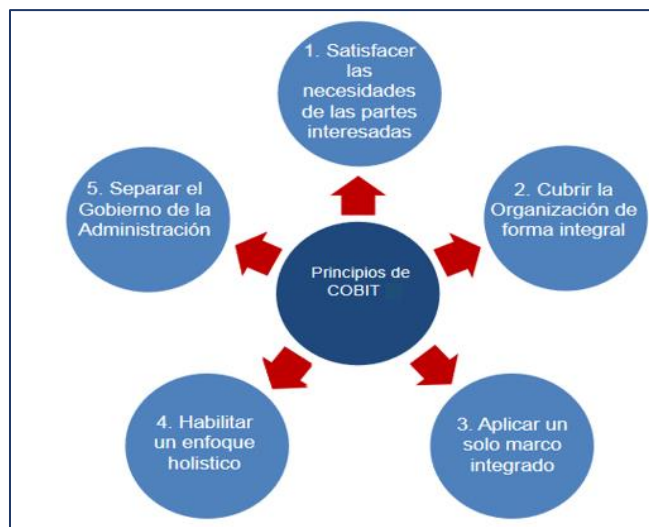 1. Satisfacer
las
necesidades
de las partes
interesadas
2. Cubrir la
Organización de
forma integral
3. Aplicar un
solo marco
integrado
4. Habilitar
un enfoque
holistico
5. Separar el
Gobierno de la
Administración
Principios de
COBIT